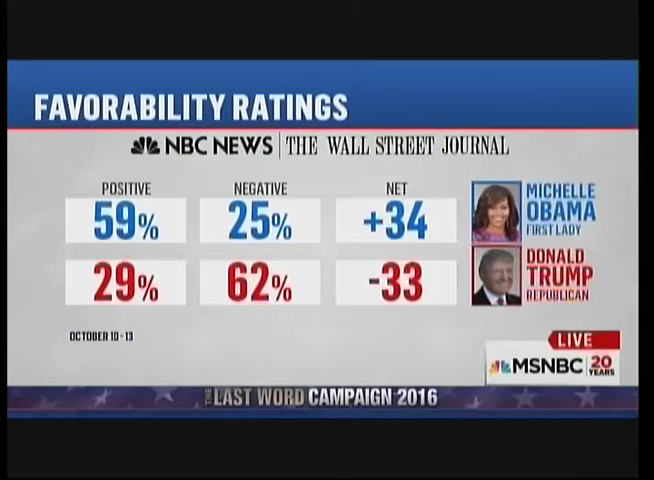 FAVORABILITY RATINGS
NBC NEWS | THE WALL STREET JOURNAL
POSITIVE NEGATIVE NET
59% 25% +34 MICHELLE OBAMA FIRST LADY
29% 62% -33 DONALD TRUMP REPUBLICAN
OCTOBER 10-13
LIVE
MSNBC 20 YEARS
THE LAST WORD CAMPAIGN 2016